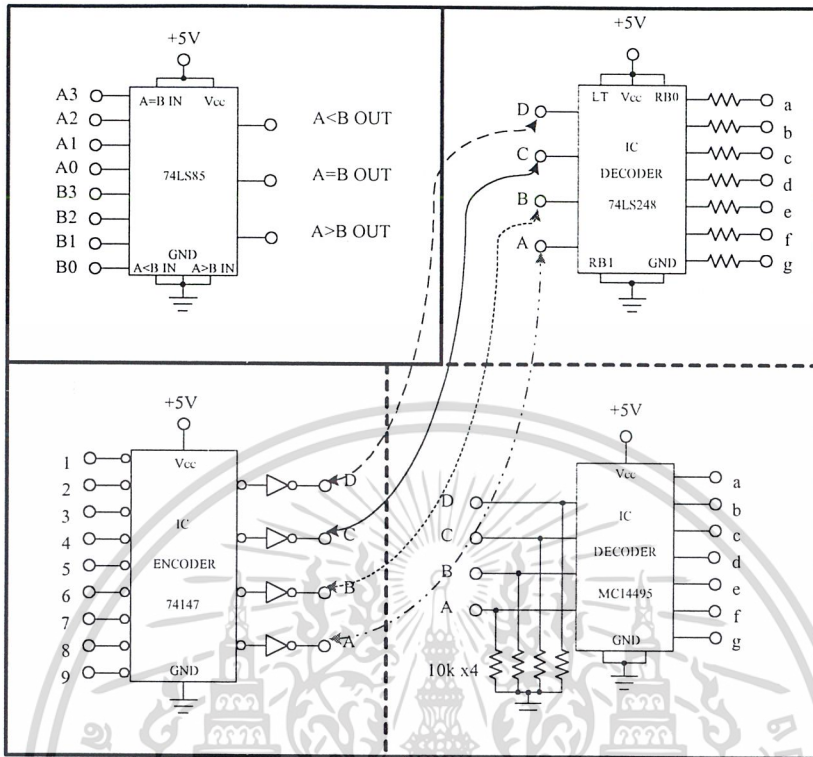 +5V
A3
A2
A1
A0
B3
B2
B1
B0
A=B IN
Vcc
74LS85
GND
A<B IN
A>B IN
A<B OUT
A=B OUT
A>B OUT
+5V
D
C
B
A
LT
Vcc
RB0
IC
DECODER
74LS248
RB1
GND
a
b
c
d
e
f
g
+5V
1
2
3
4
5
6
7
8
9
Vcc
IC
ENCODER
74147
GND
D
C
B
A
+5V
D
C
B
A
10k x4
Vcc
IC
DECODER
MC14495
GND
a
b
c
d
e
f
g